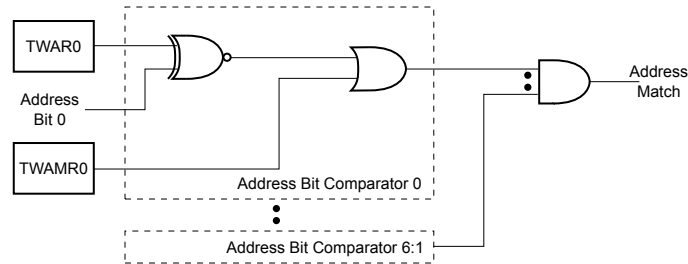 TWAR0
Address
Bit 0
TWAMR0
Address Bit Comparator 0
Address Bit Comparator 6:1
Address
Match